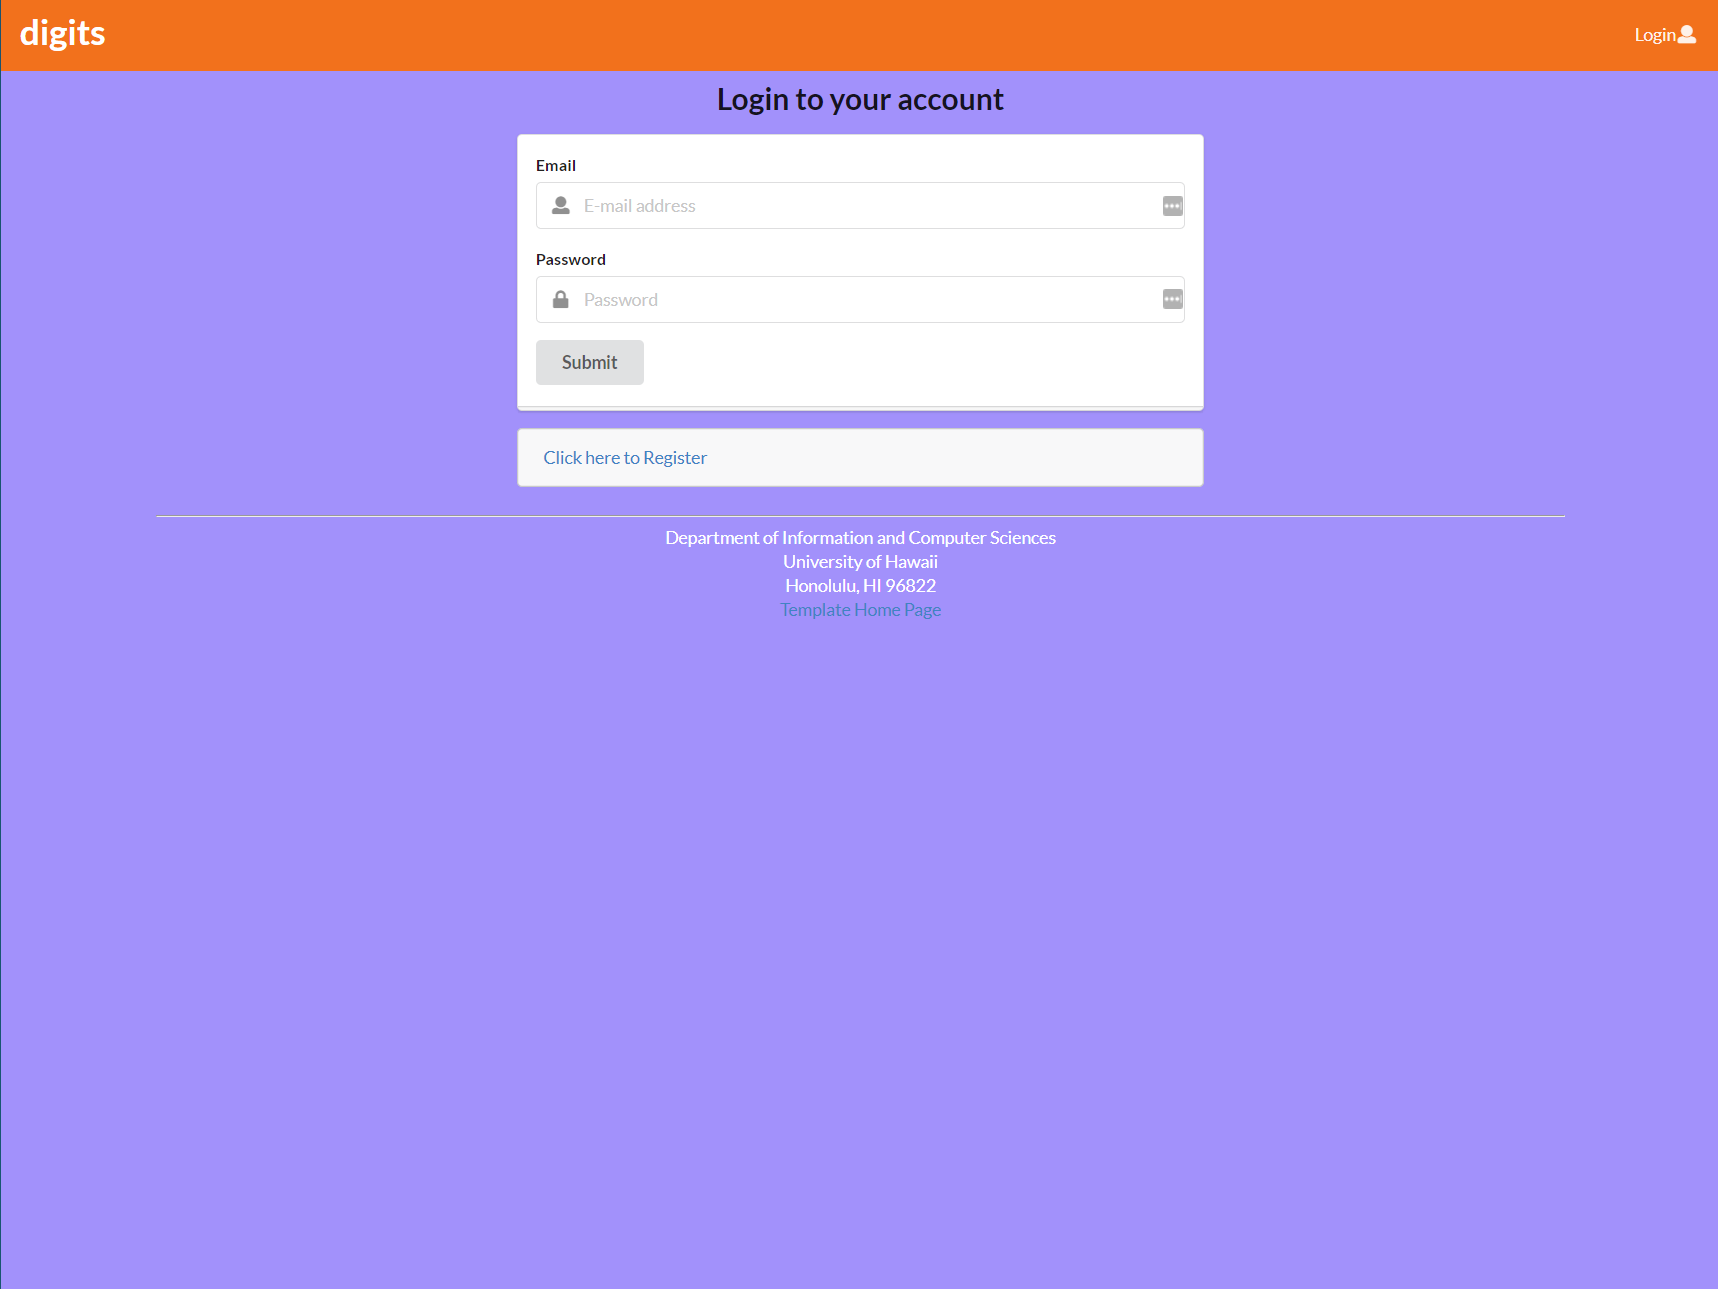 digits
Login
Login to your account
Email
E-mail address
Password
Password
Submit
Click here to Register
Department of Information and Computer Sciences
University of Hawaii
Honolulu, HI 96822
Template Home Page